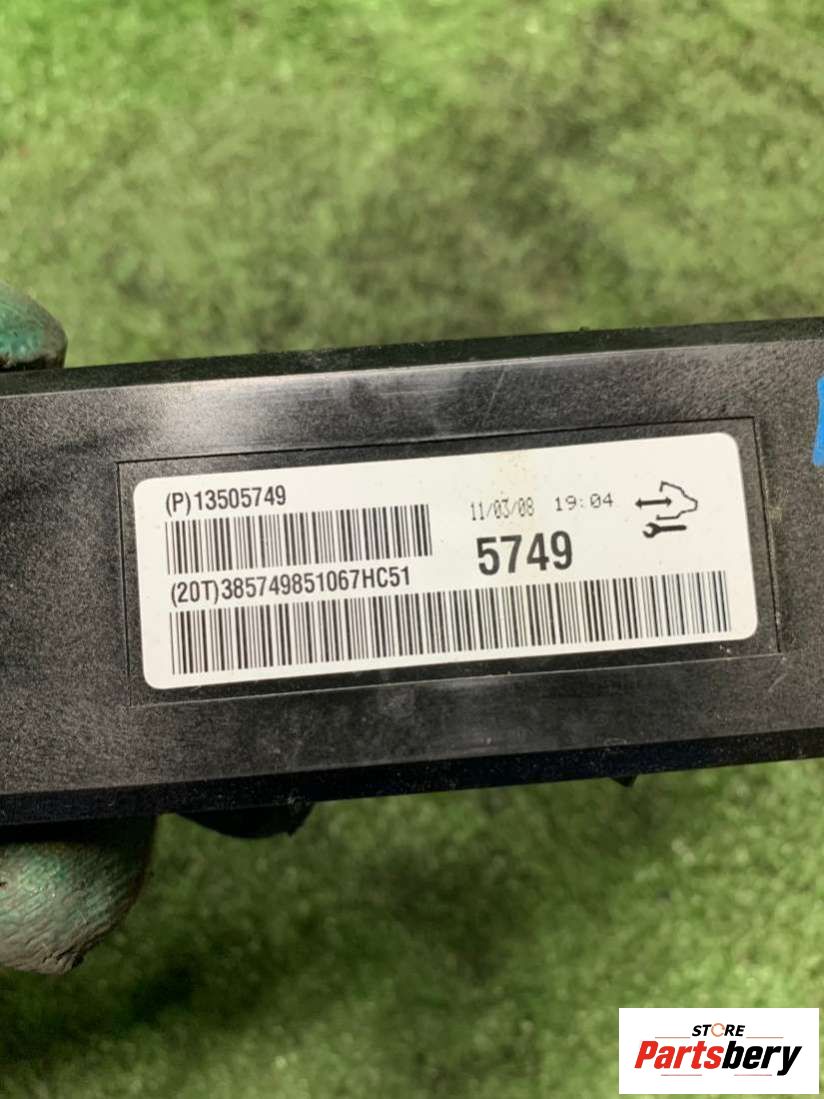 (P)13505749
11/03/08 19:04
5749
(20T)385749851067HC51
STORE
Partsbery